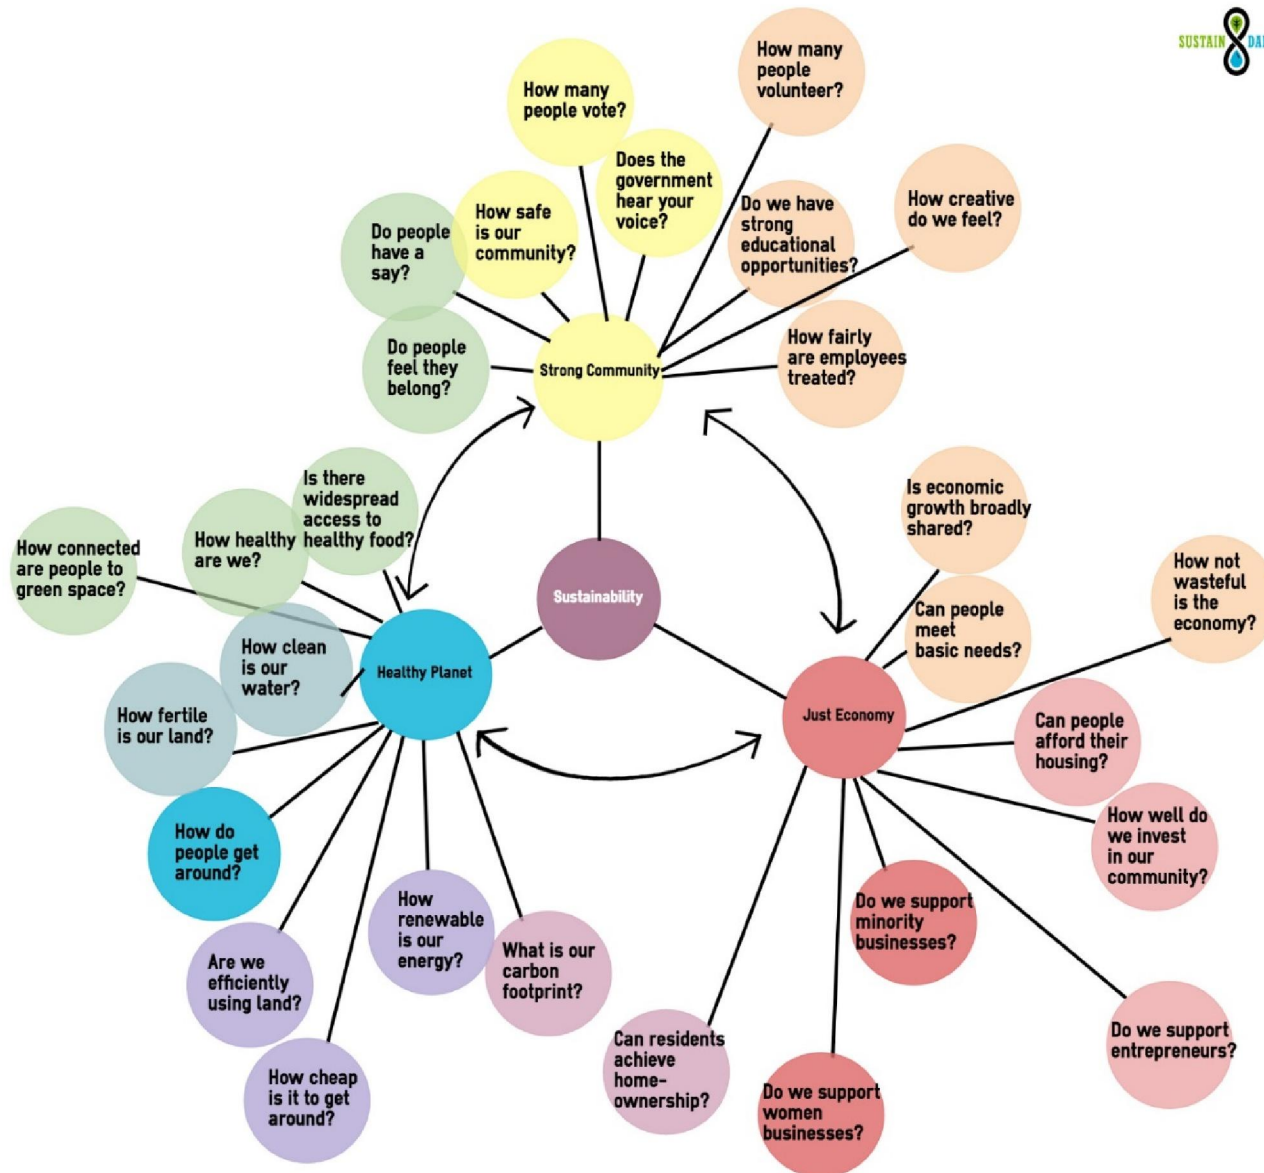 SUSTAIN
How many
people
volunteer?
How many
people vote?
Does the
government
hear your
voice?
How creative
do we feel?
Do we have
strong
educational
opportunities?
How safe
is our
community?
Do people
have a
say?
Do people
feel they
belong?
Strong Community
How fairly
are employees
treated?
Is there
widespread
access to
healthy food?
How healthy
are we?
How connected
are people to
green space?
Is economic
growth broadly
shared?
How not
wasteful
is the
economy?
Sustainability
Can people
meet
basic needs?
How clean
is our
water?
Healthy Planet
How fertile
is our land?
Just Economy
Can people
afford their
housing?
How do
people get
around?
How well do
we invest
in our
community?
How
renewable
is our
energy?
Do we support
minority
businesses?
Are we
efficiently
using land?
What is our
carbon
footprint?
Can residents
achieve
home-
ownership?
Do we support
entrepreneurs?
How cheap
is it to get
around?
Do we support
women
businesses?